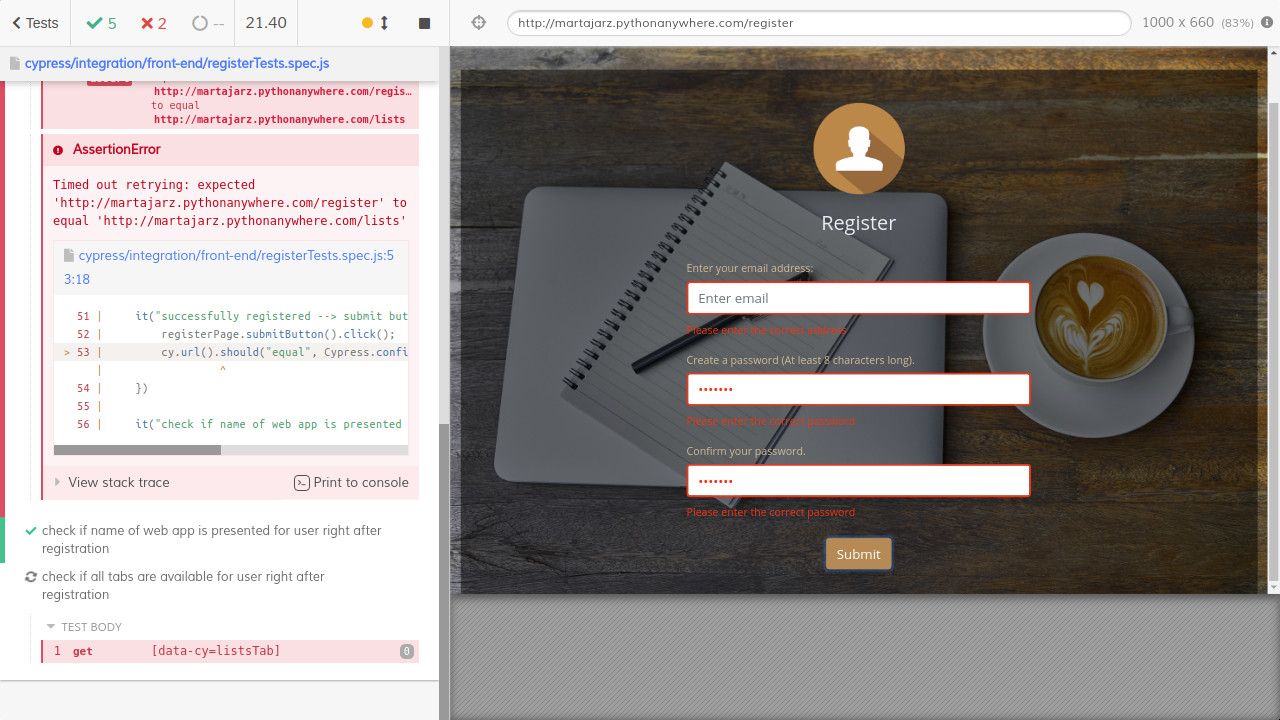 Tests
5
2
--
21.40
http://martajarz.pythonanywhere.com/register
1000 x 660 (83%)
cypress/integration/front-end/registerTests.spec.js
http://martajarz.pythonanywhere.com/regis…
to equal
http://martajarz.pythonanywhere.com/lists
AssertionError
Timed out retrying: expected
'http://martajarz.pythonanywhere.com/register' to
equal 'http://martajarz.pythonanywhere.com/lists'
cypress/integration/front-end/registerTests.spec.js:5
3:18
51 | it("successfully registered --> submit but
52 | registerPage.submitButton().click();
> 53 | cy.url().should("equal", Cypress.confi
^
54 | })
55 |
56 | it("check if name of web app is presented
View stack trace
Print to console
check if name of web app is presented for user right after
registration
check if all tabs are available for user right after
registration
TEST BODY
1 get [data-cy=listsTab] 0
Register
Enter your email address:
Enter email
Please enter the correct address
Create a password (At least 8 characters long).
•••••••
Please enter the correct password
Confirm your password.
•••••••
Please enter the correct password
Submit